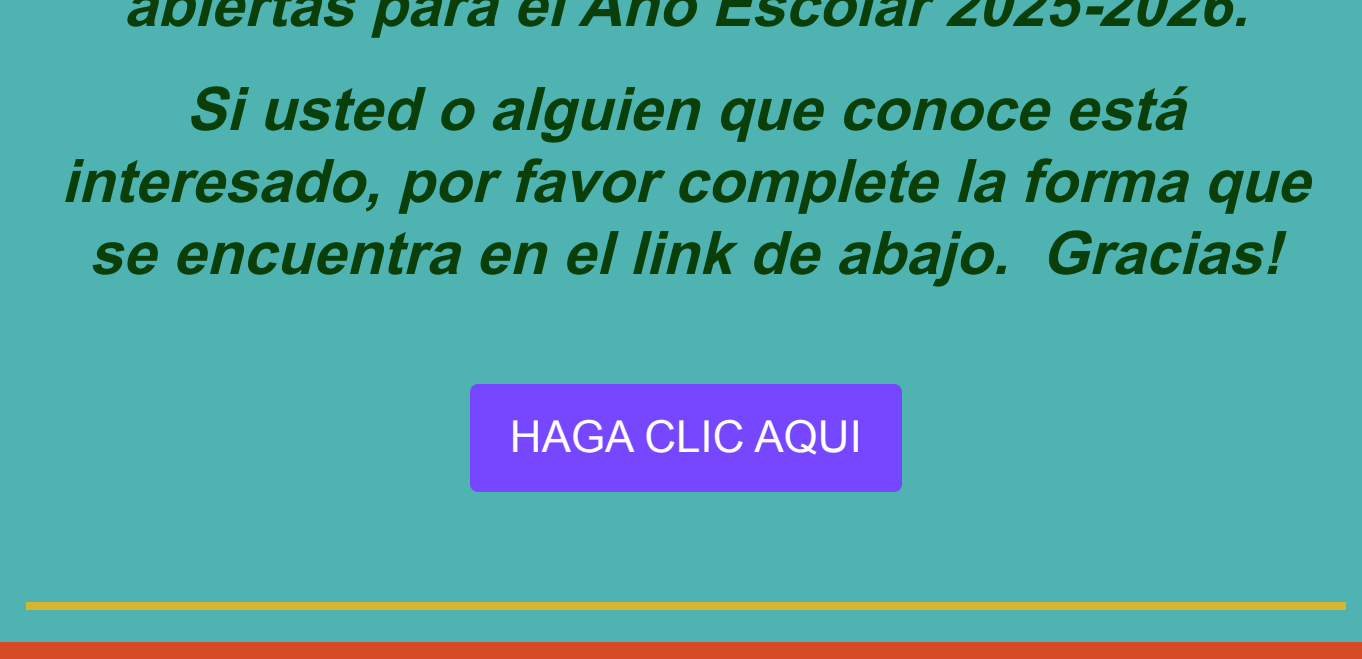 abiertas para el Año Escolar 2025-2026.
Si usted o alguien que conoce está
interesado, por favor complete la forma que
se encuentra en el link de abajo.  Gracias!
HAGA CLIC AQUI